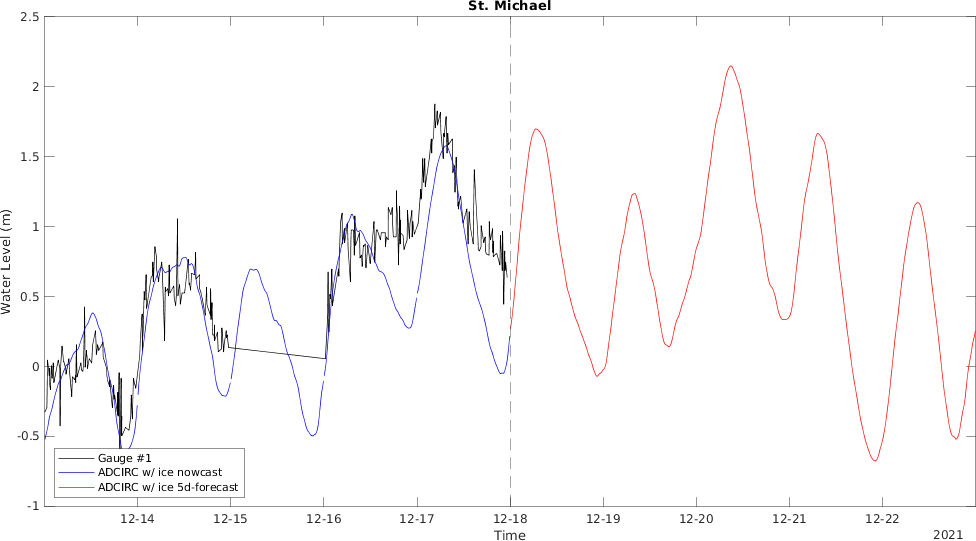 St. Michael
2.5
2
1.5
1
0.5
0
-0.5
-1
Water Level (m)
Gauge #1
ADCIRC w/ ice nowcast
ADCIRC w/ ice 5d-forecast
12-14 12-15 12-16 12-17 12-18 12-19 12-20 12-21 12-22
Time
2021